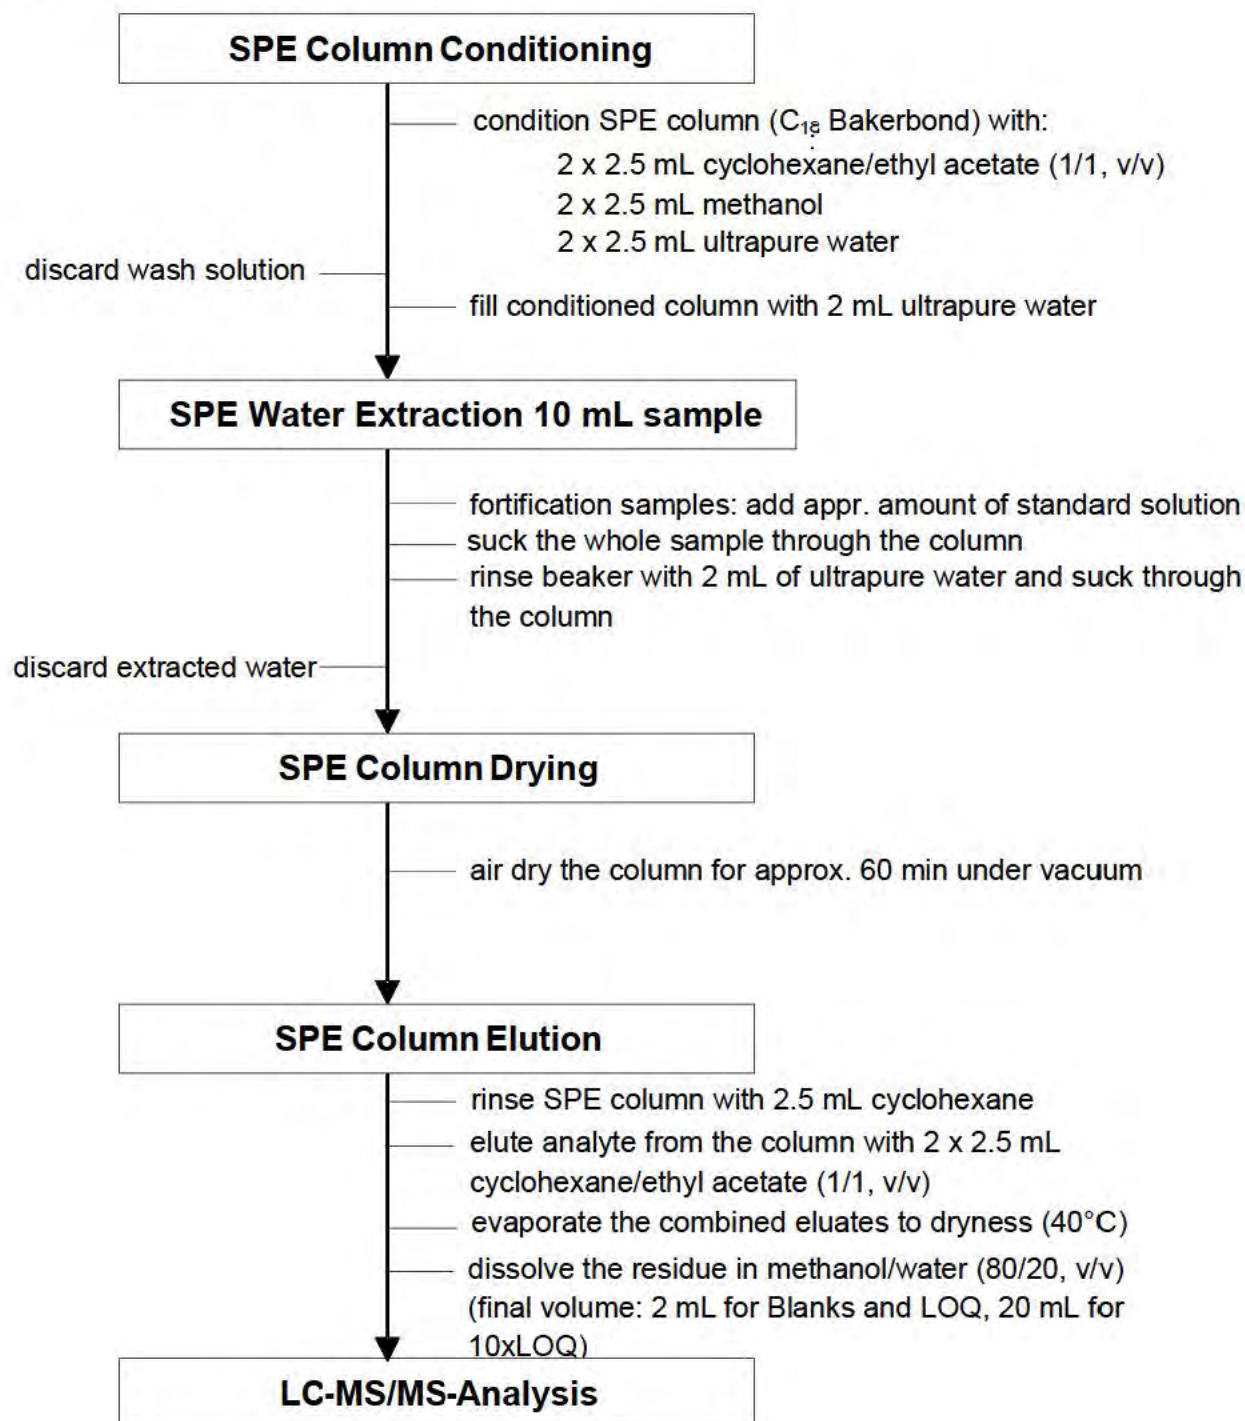 SPE Column Conditioning
condition SPE column (C₁₈ Bakerbond) with:
2 x 2.5 mL cyclohexane/ethyl acetate (1/1, v/v)
2 x 2.5 mL methanol
2 x 2.5 mL ultrapure water
discard wash solution
fill conditioned column with 2 mL ultrapure water
SPE Water Extraction 10 mL sample
fortification samples: add appr. amount of standard solution
suck the whole sample through the column
rinse beaker with 2 mL of ultrapure water and suck through
the column
discard extracted water
SPE Column Drying
air dry the column for approx. 60 min under vacuum
SPE Column Elution
rinse SPE column with 2.5 mL cyclohexane
elute analyte from the column with 2 x 2.5 mL
cyclohexane/ethyl acetate (1/1, v/v)
evaporate the combined eluates to dryness (40°C)
dissolve the residue in methanol/water (80/20, v/v)
(final volume: 2 mL for Blanks and LOQ, 20 mL for
10xLOQ)
LC-MS/MS-Analysis